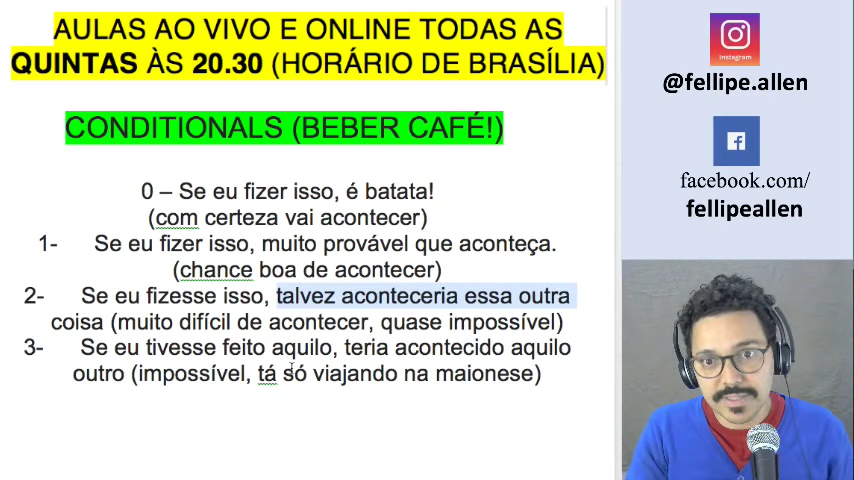 AULAS AO VIVO E ONLINE TODAS AS
QUINTAS ÀS 20.30 (HORÁRIO DE BRASÍLIA)
CONDITIONALS (BEBER CAFÉ!)
0 – Se eu fizer isso, é batata!
(com certeza vai acontecer)
1- Se eu fizer isso, muito provável que aconteça.
(chance boa de acontecer)
2- Se eu fizesse isso, talvez aconteceria essa outra
coisa (muito difícil de acontecer, quase impossível)
3- Se eu tivesse feito aquilo, teria acontecido aquilo
outro (impossível, tá só viajando na maionese)
Instagram
@fellipe.allen
facebook.com/
fellipeallen